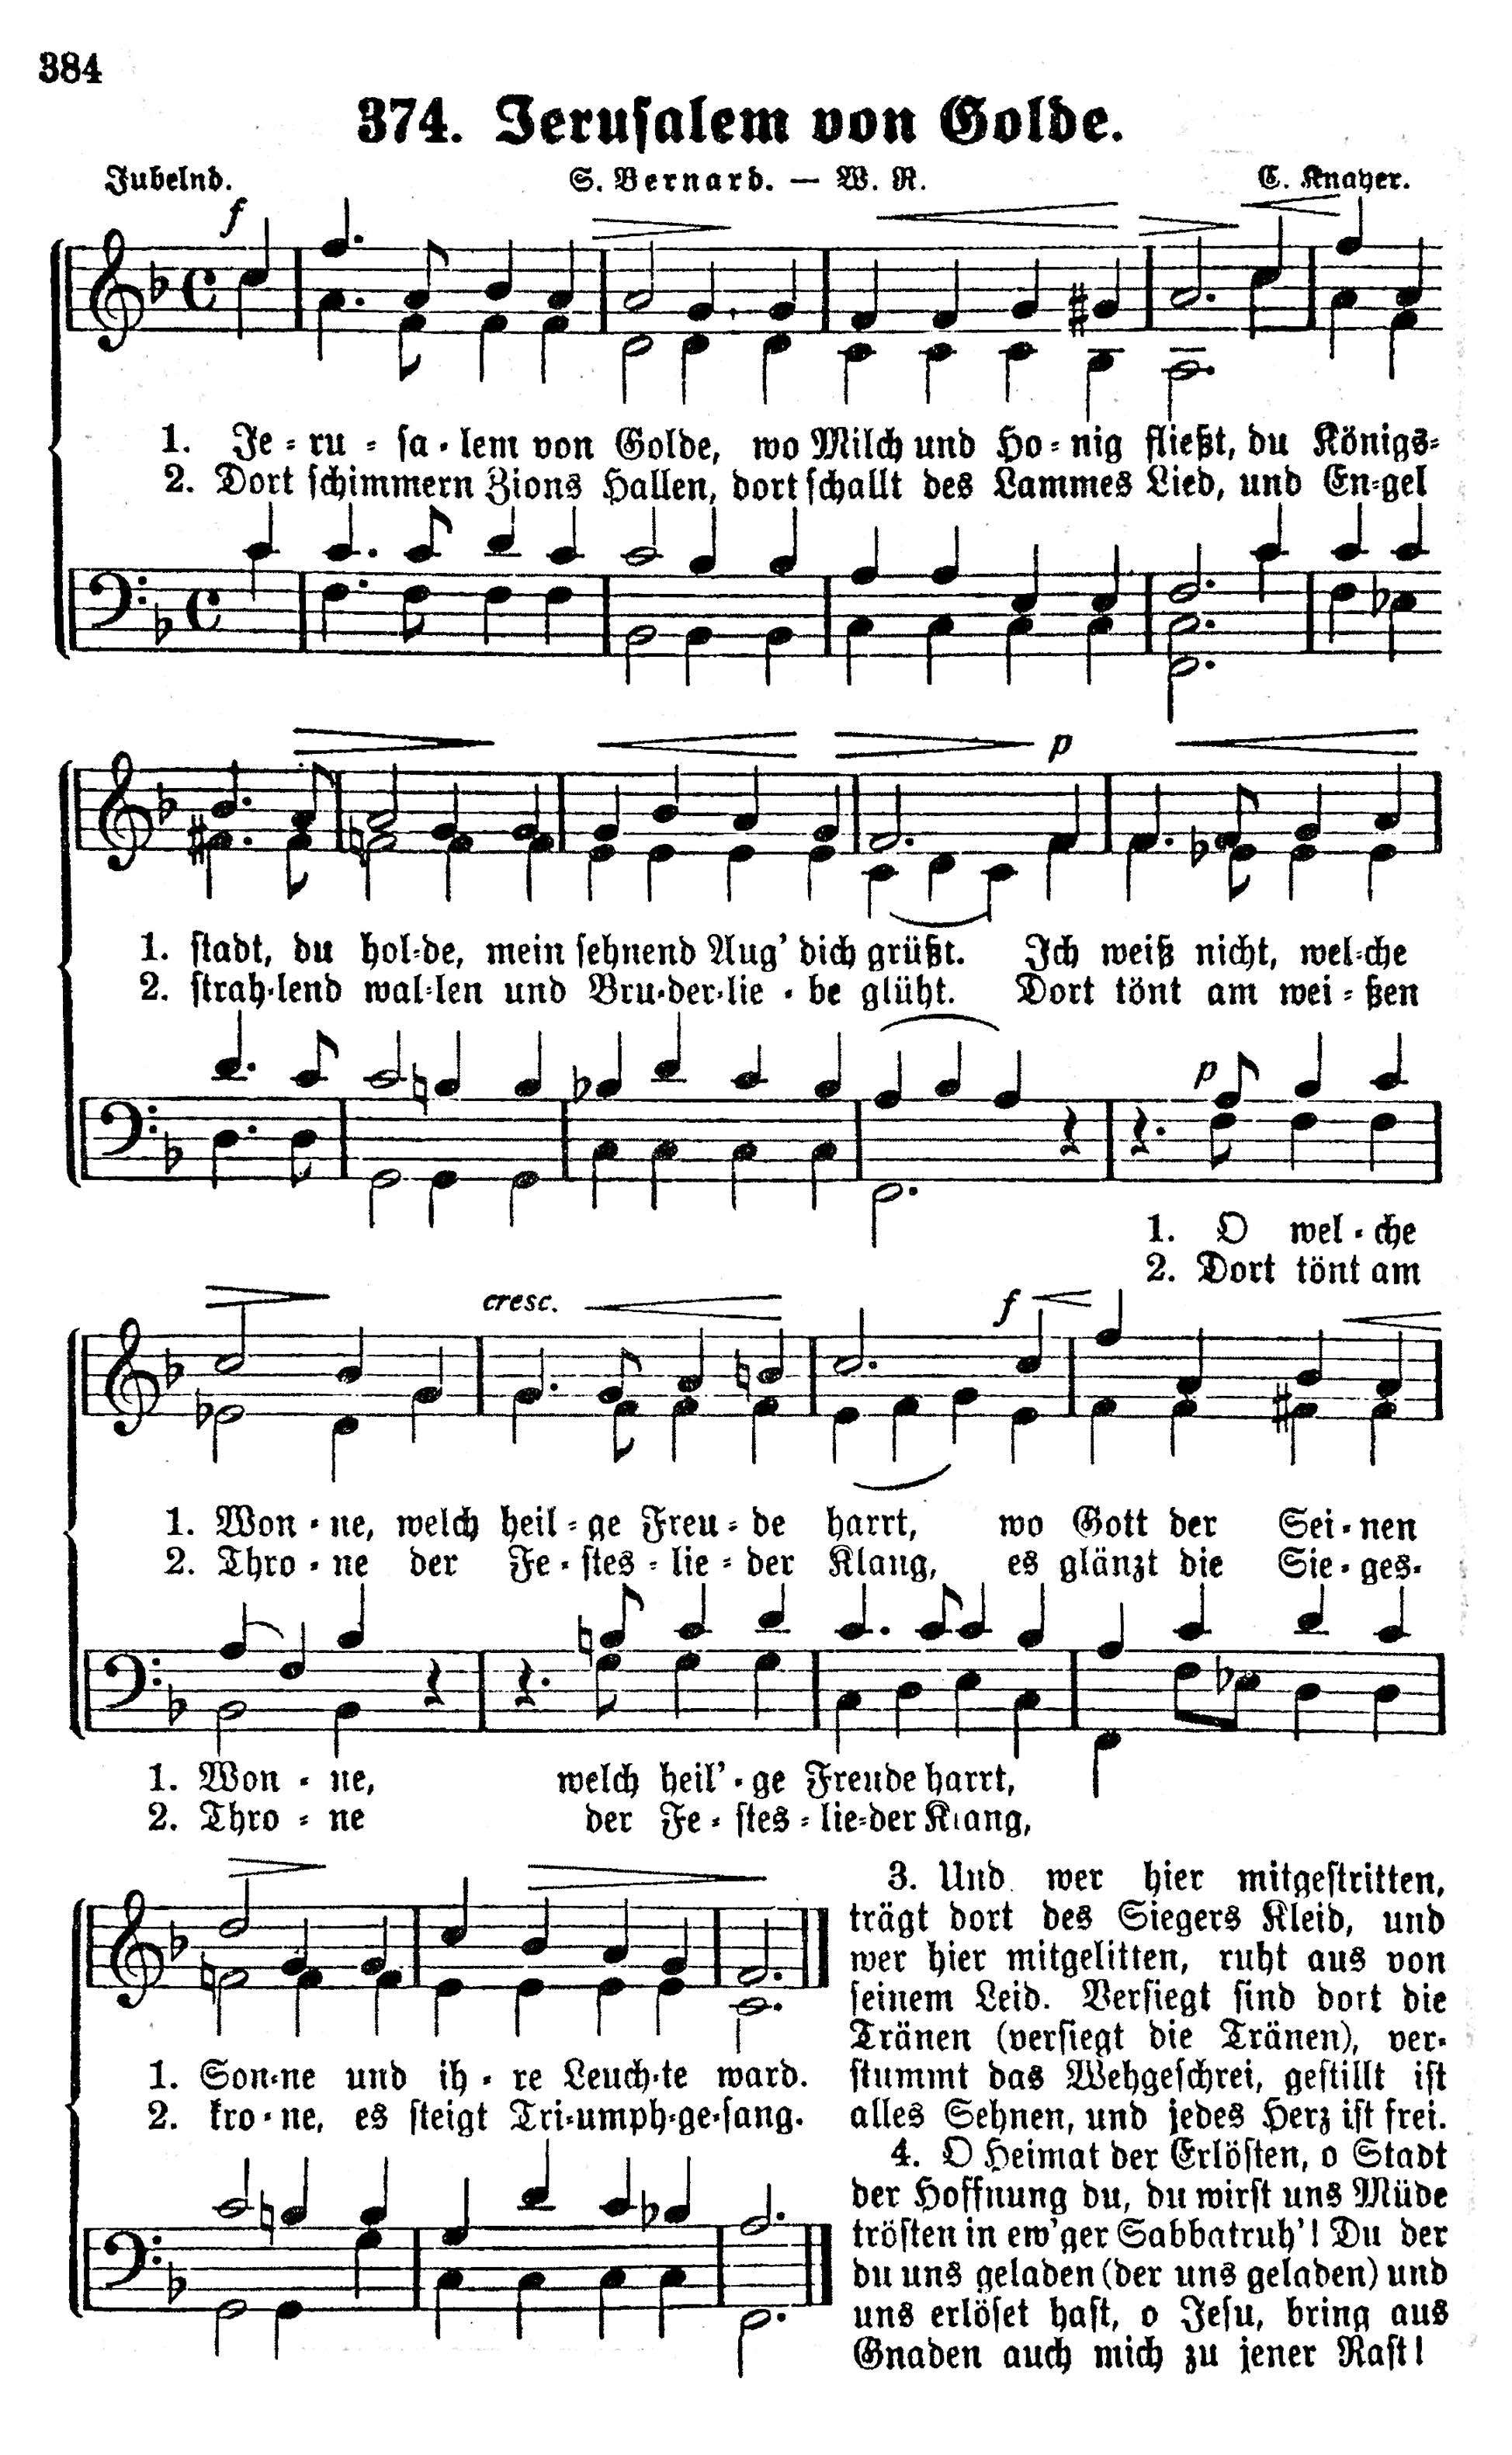 384
374. Jerusalem von Golde.
Jubelnd. S. Bernard. — W. R. C. Knayer.
f
1. Je-ru-sa-lem von Golde, wo Milch und Ho-nig fließt, du Königs-
2. Dort schimmern Zions Hallen, dort schallt des Lammes Lied, und En-gel
p
1. stadt, du hol-de, mein sehnend Aug' dich grüßt. Ich weiß nicht, wel-che
2. strah-lend wal-len und Bru-der-lie-be glüht. Dort tönt am wei-ßen
p
1. O wel-che
2. Dort tönt am
cresc. f
1. Won-ne, welch heil-ge Freu-de harrt, wo Gott der Sei-nen
2. Thro-ne der Fe-stes-lie-der Klang, es glänzt die Sie-ges-
1. Won-ne, welch heil'-ge Freude harrt,
2. Thro-ne der Fe-stes-lie-der Klang,
1. Son-ne und ih-re Leuch-te ward.
2. kro-ne, es steigt Tri-umph-ge-sang.
3. Und wer hier mitgestritten,
trägt dort des Siegers Kleid, und
wer hier mitgelitten, ruht aus von
seinem Leid. Versiegt sind dort die
Tränen (versiegt die Tränen), ver-
stummt das Wehgeschrei, gestillt ist
alles Sehnen, und jedes Herz ist frei.
4. O Heimat der Erlösten, o Stadt
der Hoffnung du, du wirst uns Müde
trösten in ew'ger Sabbatruh'! Du der
du uns geladen (der uns geladen) und
uns erlöset hast, o Jesu, bring aus
Gnaden auch mich zu jener Rast!